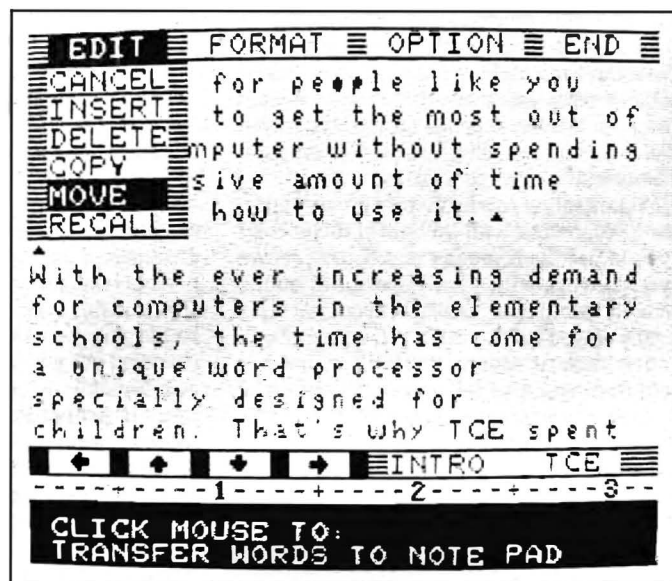 EDIT FORMAT OPTION END
CANCEL for people like you
INSERT to get the most out of
DELETE mputer without spending
COPY sive amount of time
MOVE how to use it.
RECALL
With the ever increasing demand
for computers in the elementary
schools, the time has come for
a unique word processor
specially designed for
children. That's why TCE spent
INTRO TCE
----+----1----+----2----+----3--
CLICK MOUSE TO:
TRANSFER WORDS TO NOTE PAD